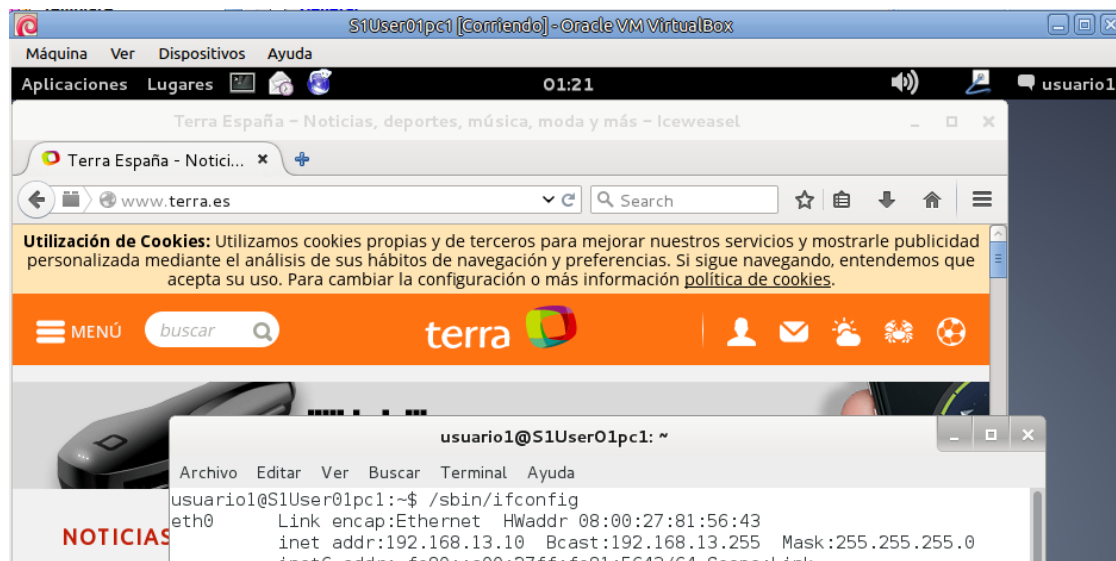 S1User01pc1 [Corriendo] - Oracle VM VirtualBox
Máquina Ver Dispositivos Ayuda
Aplicaciones Lugares 01:21 usuario1
Terra España – Noticias, deportes, música, moda y más – Iceweasel
Terra España - Notici...
www.terra.es Search
Utilización de Cookies: Utilizamos cookies propias y de terceros para mejorar nuestros servicios y mostrarle publicidad
personalizada mediante el análisis de sus hábitos de navegación y preferencias. Si sigue navegando, entendemos que
acepta su uso. Para cambiar la configuración o más información política de cookies.
MENÚ buscar terra
usuario1@S1User01pc1: ~
Archivo Editar Ver Buscar Terminal Ayuda
usuario1@S1User01pc1:~$ /sbin/ifconfig
eth0 Link encap:Ethernet HWaddr 08:00:27:81:56:43
inet addr:192.168.13.10 Bcast:192.168.13.255 Mask:255.255.255.0
NOTICIAS